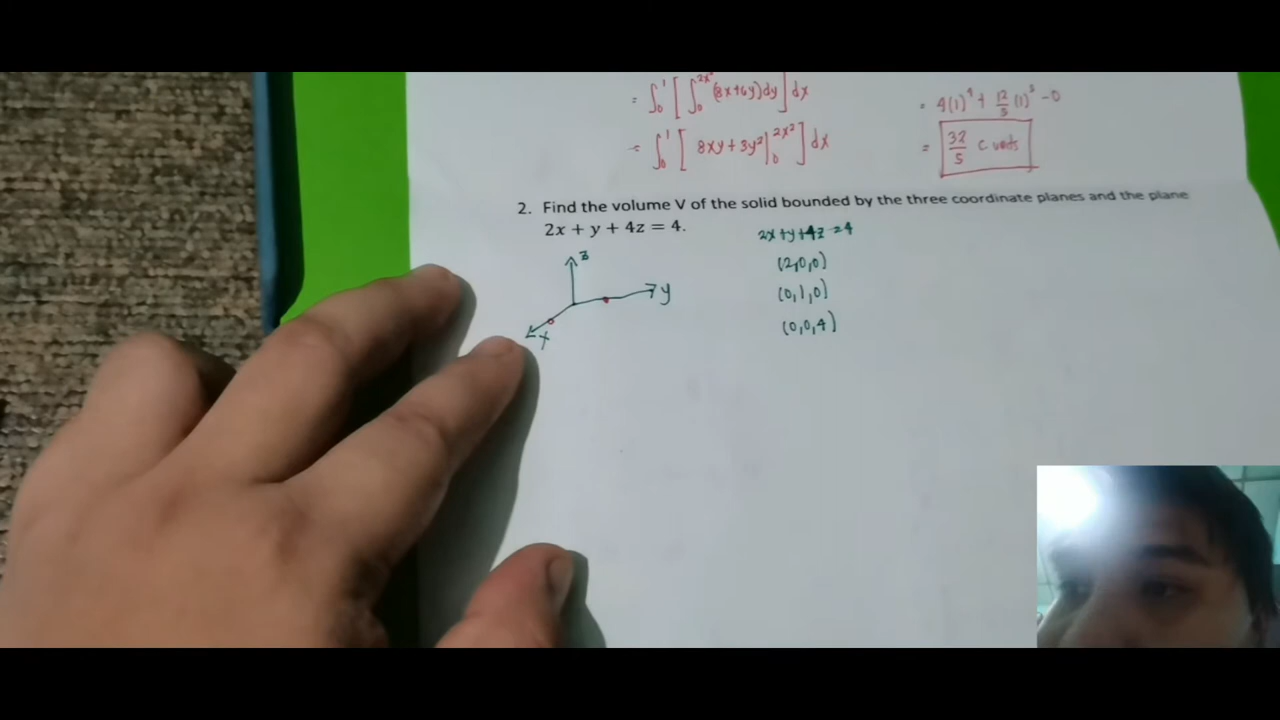 = ∫₀¹ [ ∫₀^2x² (8x+6y)dy ] dx
= ∫₀¹ [ 8xy+3y² |₀^2x² ] dx
= 4(1)⁴ + 12/5 (1)⁵ - 0
= 32/5 c. units
2. Find the volume V of the solid bounded by the three coordinate planes and the plane
2x + y + 4z = 4.
2x+y+4z=4
(2,0,0)
(0,1,0)
(0,0,4)
z
y
x